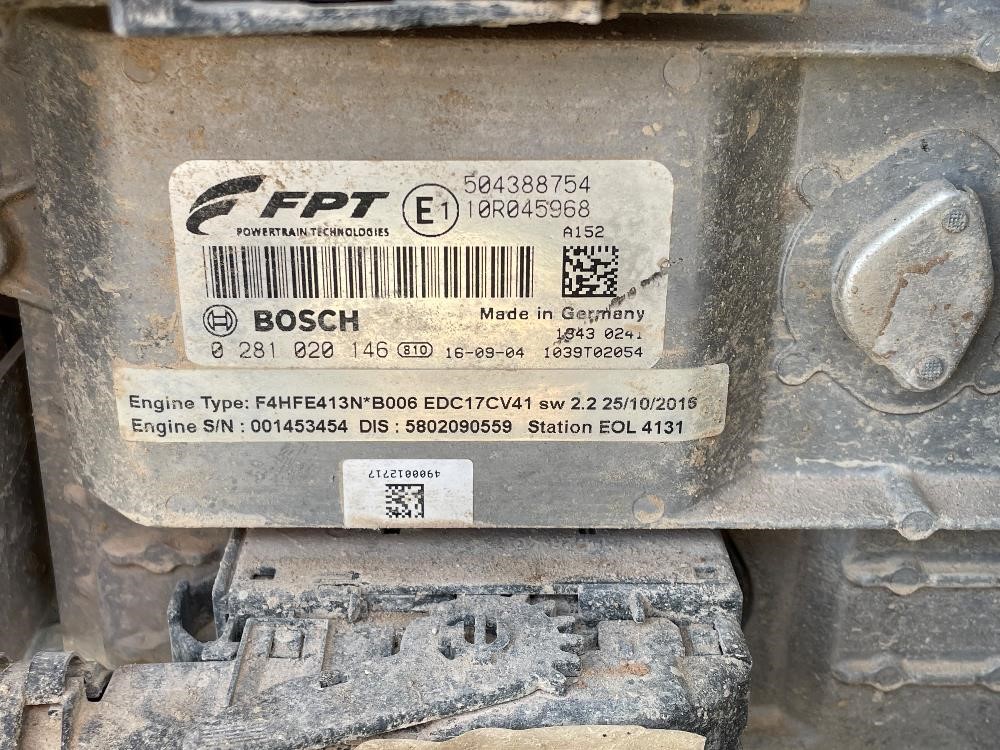 FPT
POWERTRAIN TECHNOLOGIES
E1
504388754
10R045968
A152
BOSCH
Made in Germany
1343 0241
0 281 020 146 810 16-09-04 1039T02054
Engine Type: F4HFE413N*B006 EDC17CV41 sw 2.2 25/10/2016
Engine S/N : 001453454 DIS : 5802090559 Station EOL 4131
4900012717